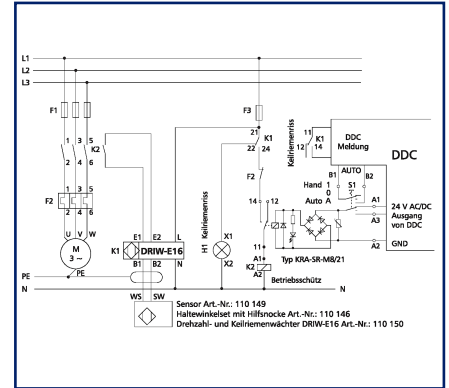 L1
L2
L3
F1
F3
1 3 5
K2
2 4 6
21
K1
22 24
Keilriemenriss
11 K1
12 14
DDC
Meldung
DDC
AUTO
B1 B2
Hand 1 S1
0
Auto A
A1
24 V AC/DC
A3 Ausgang
von DDC
A2 GND
F2
14 12
11
F2
1 3 5
2 4 6
U V W
M
3 ~
PE
PE
N
H1 Keilriemenriss
X1
X2
E1 E2 L
K1 DRIW-E16
B1 B2 N
A1
K2
A2
Typ KRA-SR-M8/21
Betriebsschütz
N
WS SW
Sensor Art.-Nr.: 110 149
Haltewinkelset mit Hilfsnocke Art.-Nr.: 110 146
Drehzahl- und Keilriemenwächter DRIW-E16 Art.-Nr.: 110 150